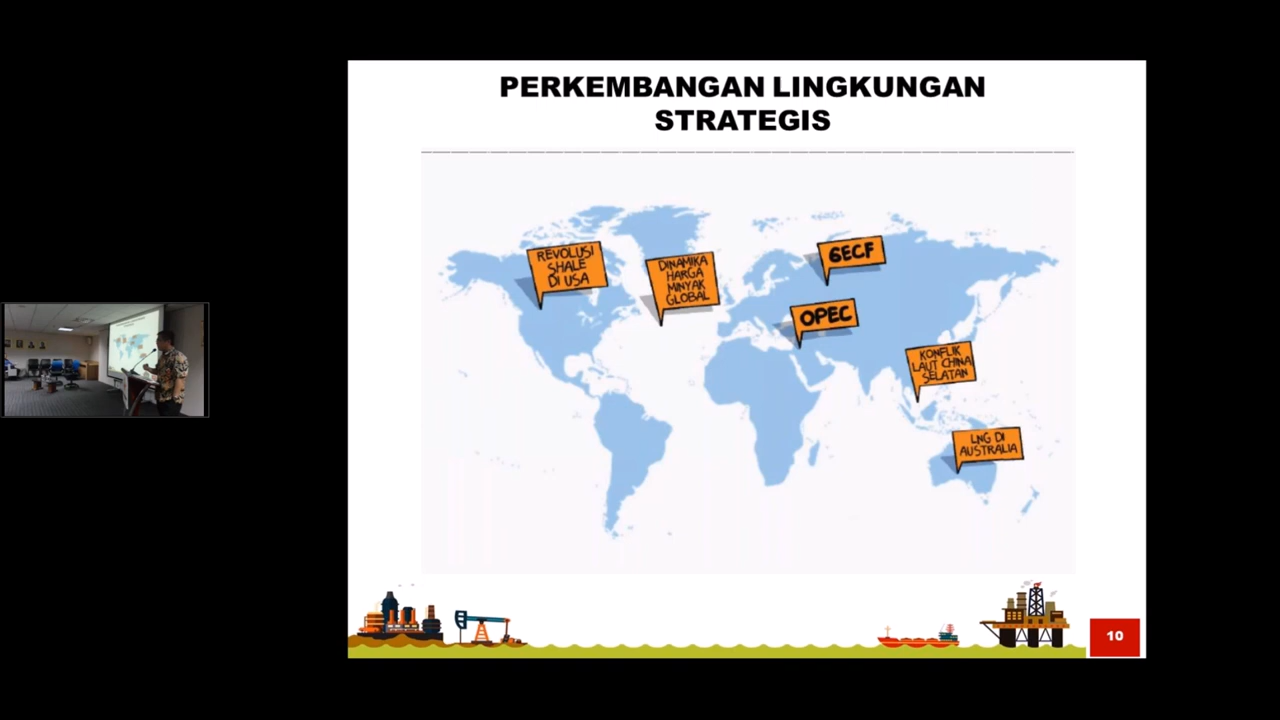 PERKEMBANGAN LINGKUNGAN
STRATEGIS
REVOLUSI
SHALE
DI USA
DINAMIKA
HARGA
MINYAK
GLOBAL
GECF
OPEC
KONFLIK
LAUT CHINA
SELATAN
LNG DI
AUSTRALIA
10